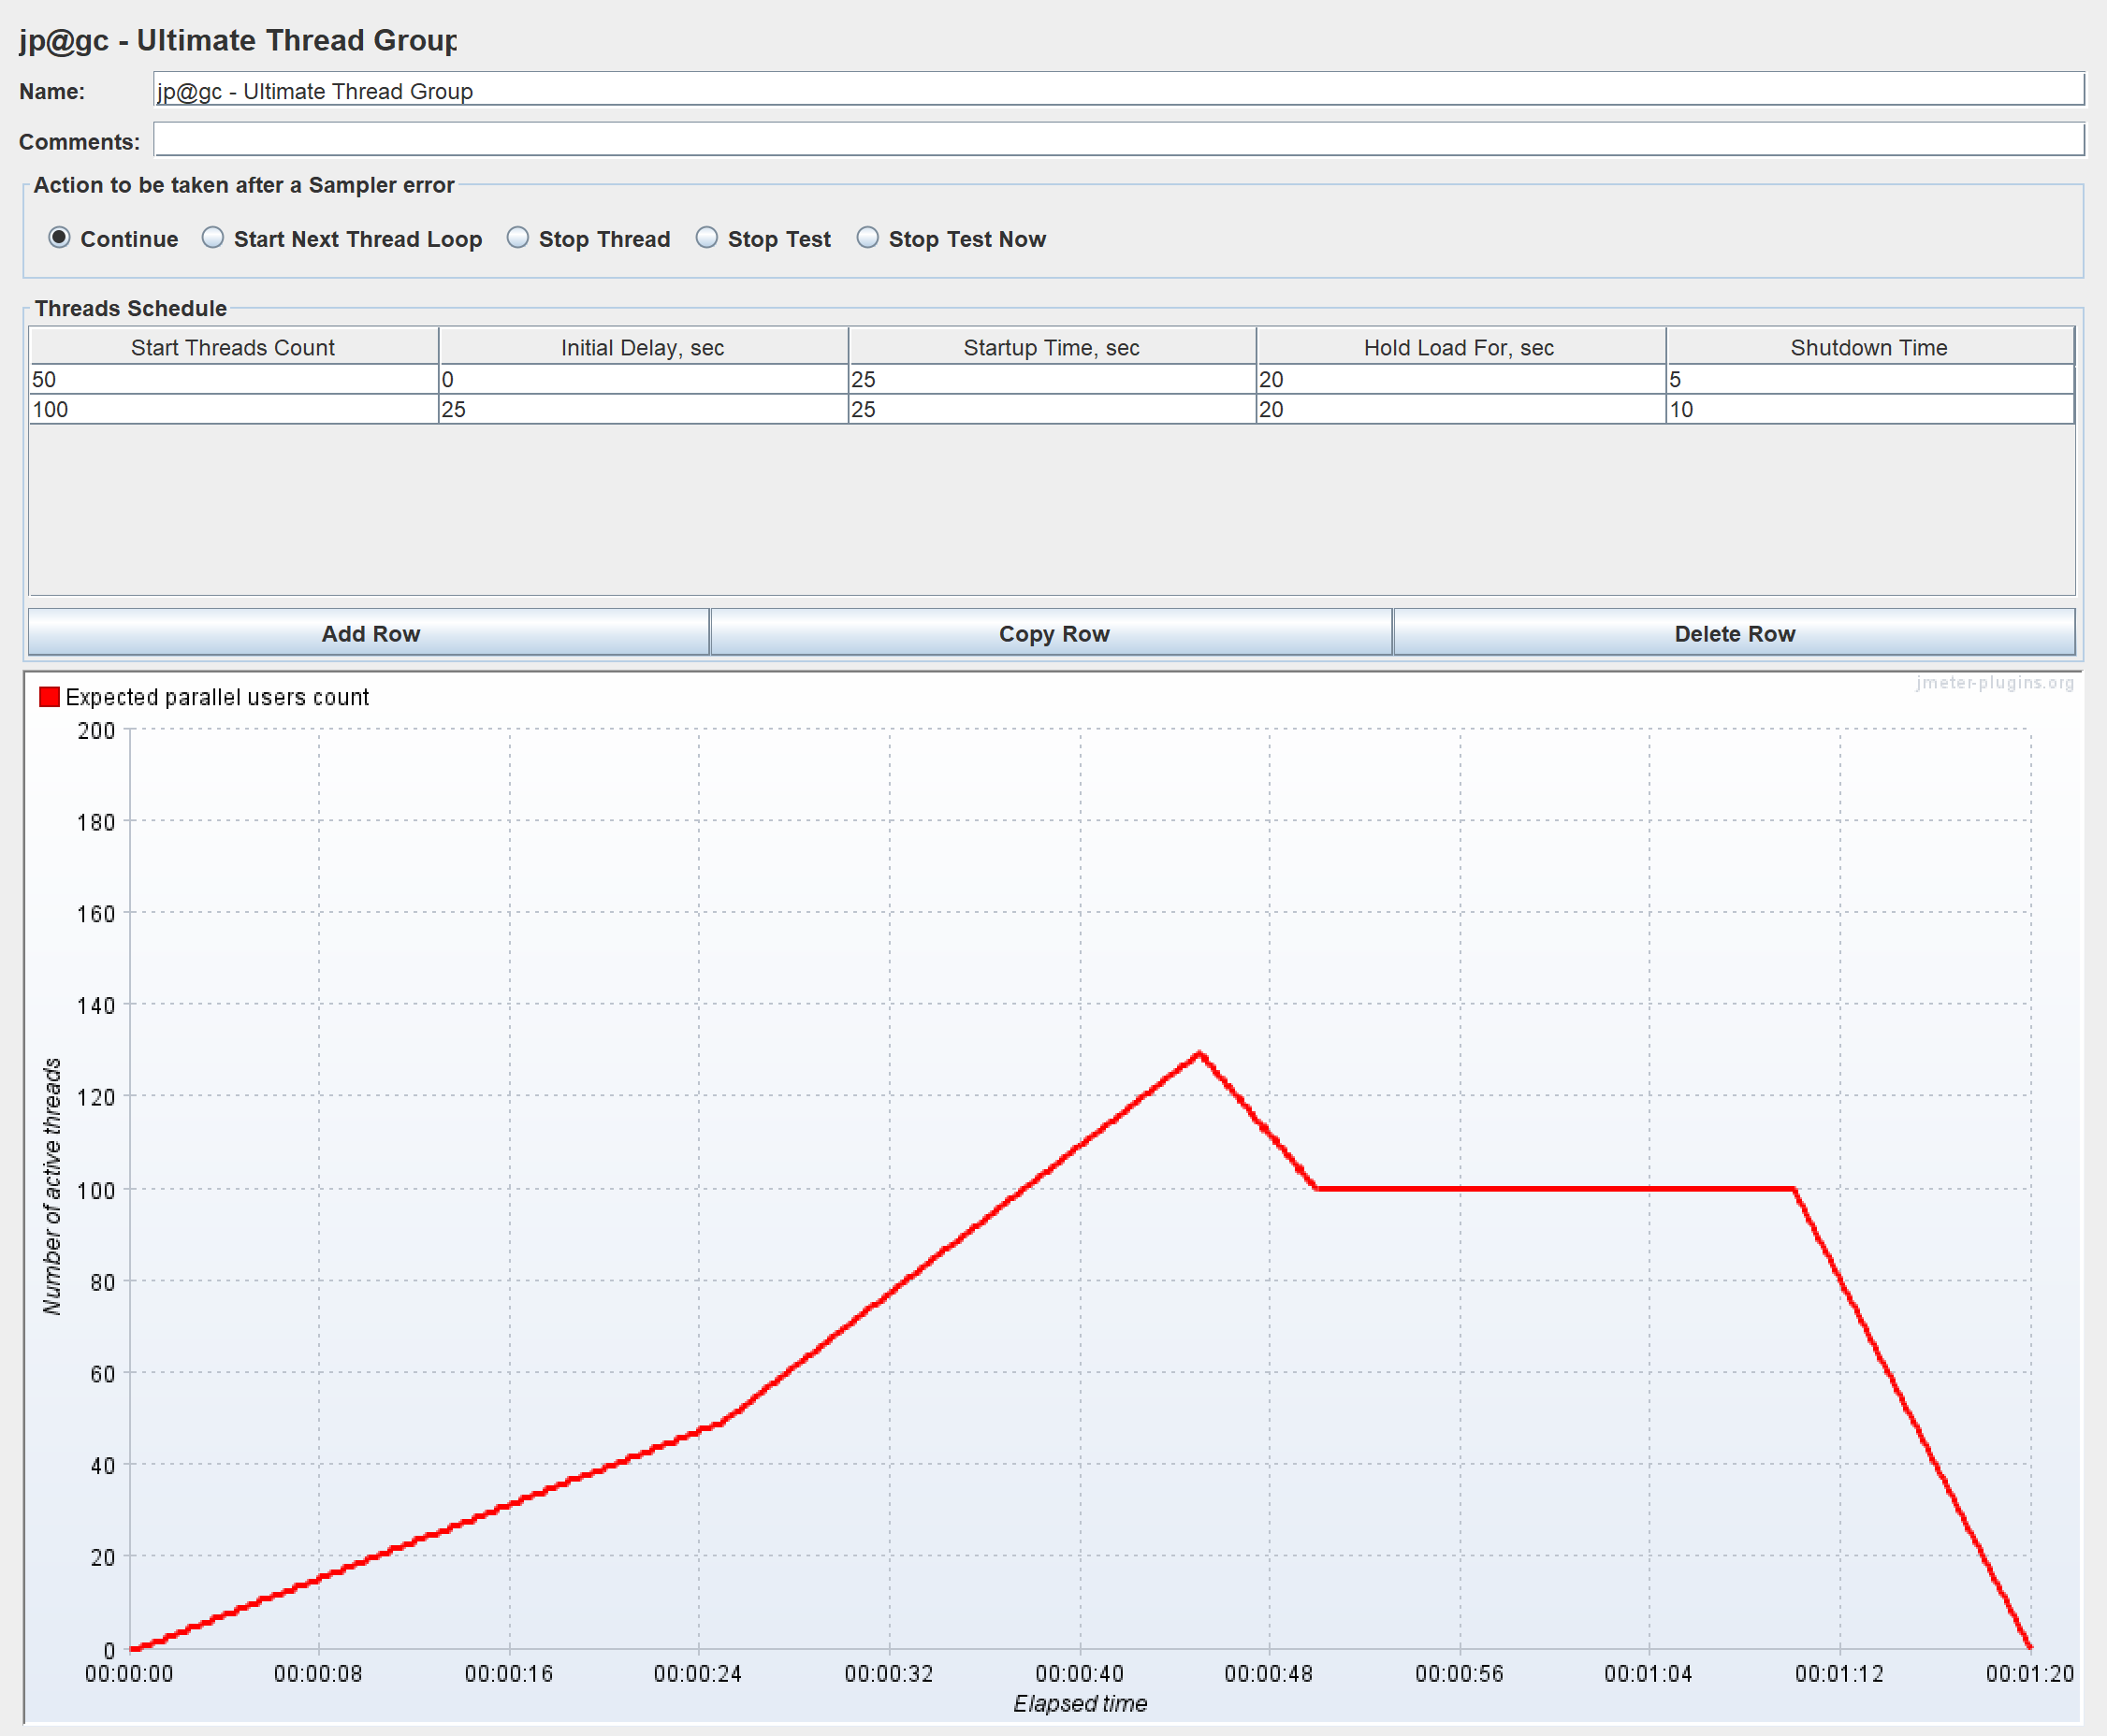 jp@gc - Ultimate Thread Group
Name: jp@gc - Ultimate Thread Group
Comments:
Action to be taken after a Sampler error
Continue Start Next Thread Loop Stop Thread Stop Test Stop Test Now
Threads Schedule
Start Threads Count Initial Delay, sec Startup Time, sec Hold Load For, sec Shutdown Time
50 0 25 20 5
100 25 25 20 10
Add Row Copy Row Delete Row
Expected parallel users count
jmeter-plugins.org
200
180
160
140
120
100
80
60
40
20
0
Number of active threads
00:00:00 00:00:08 00:00:16 00:00:24 00:00:32 00:00:40 00:00:48 00:00:56 00:01:04 00:01:12 00:01:20
Elapsed time